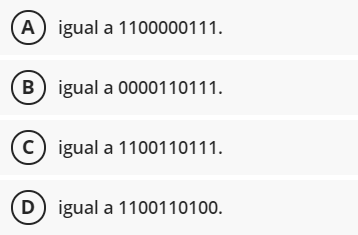 A igual a 1100000111.
B igual a 0000110111.
C igual a 1100110111.
D igual a 1100110100.